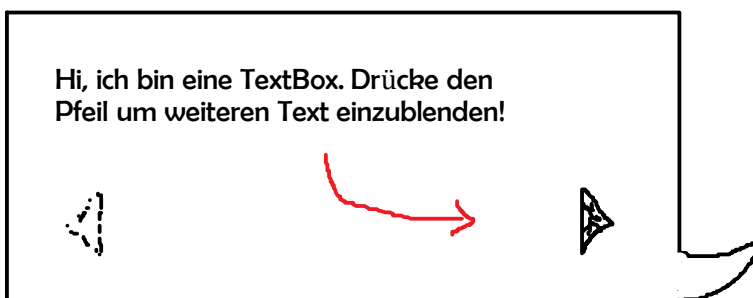 Hi, ich bin eine TextBox. Drücke den
Pfeil um weiteren Text einzublenden!